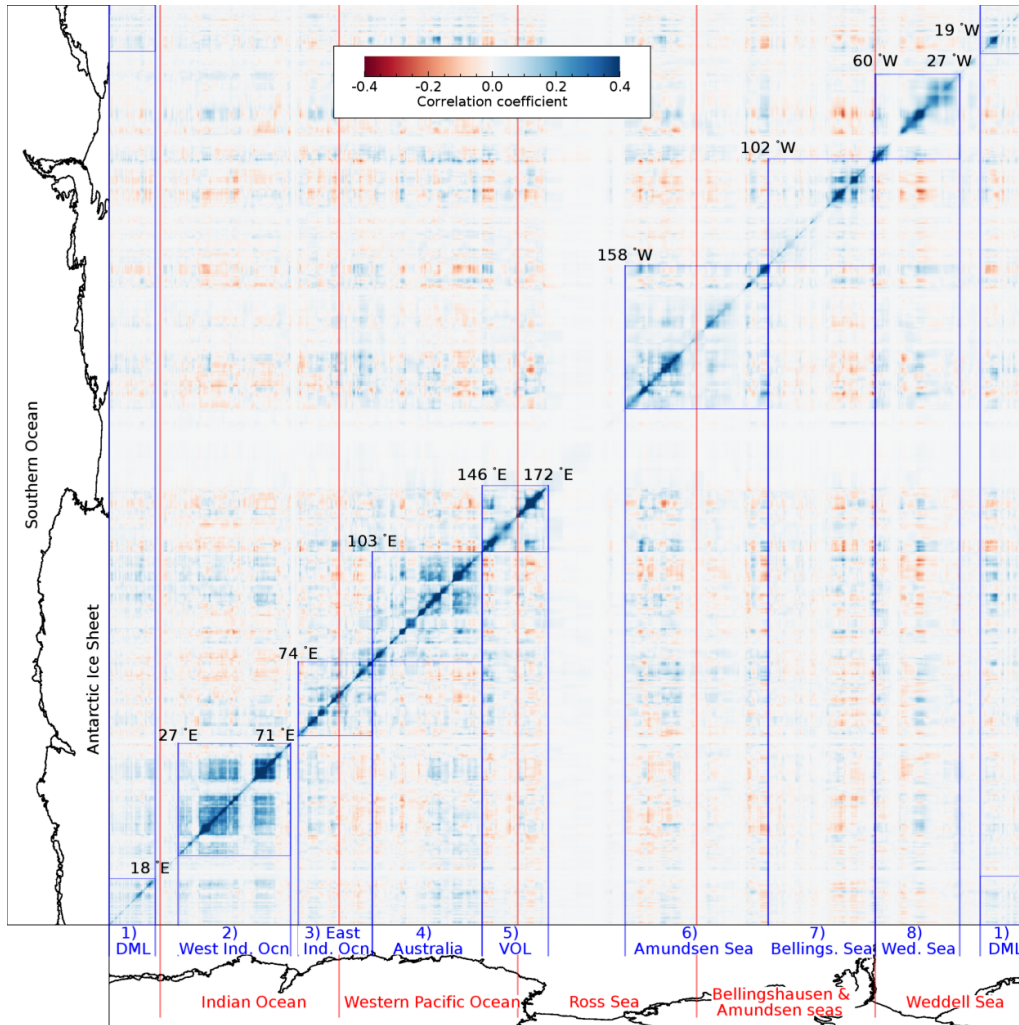 19 °W
60 °W
27 °W
-0.4 -0.2 0.0 0.2 0.4
Correlation coefficient
102 °W
158 °W
Southern Ocean
146 °E
172 °E
103 °E
74 °E
Antarctic Ice Sheet
27 °E
71 °E
18 °E
1)
DML
2)
West Ind. Ocn
3) East
Ind. Ocn.
4)
Australia
5)
VOL
6)
Amundsen Sea
7)
Bellings. Sea
8)
Wed. Sea
1)
DML
Indian Ocean
Western Pacific Ocean
Ross Sea
Bellingshausen &
Amundsen seas
Weddell Sea